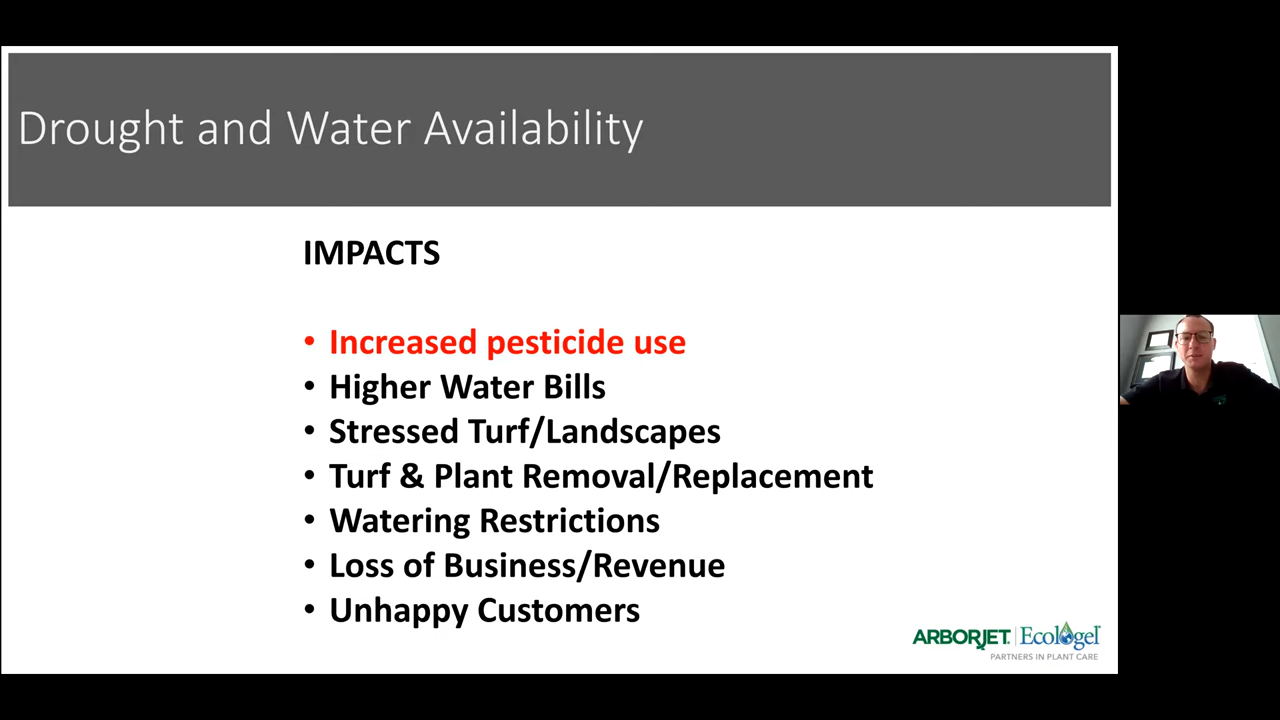 Drought and Water Availability
IMPACTS
• Increased pesticide use
• Higher Water Bills
• Stressed Turf/Landscapes
• Turf & Plant Removal/Replacement
• Watering Restrictions
• Loss of Business/Revenue
• Unhappy Customers
ARBORJET. | Ecologel
PARTNERS IN PLANT CARE